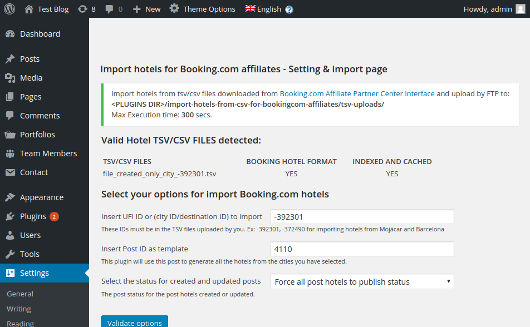 Test Blog 8 0 + New Theme Options English Howdy, admin
Dashboard
Posts
Media
Pages
Comments
Portfolios
Team Members
Contact
Appearance
Plugins 2
Users
Tools
Settings
General
Writing
Reading
Import hotels for Booking.com affiliates - Setting & Import page
Import hotels from tsv/csv files downloaded from Booking.com Affiliate Partner Center Interface and upload by FTP to:
<PLUGINS DIR>/import-hotels-from-csv-for-bookingcom-affiliates/tsv-uploads/
Max Execution time: 300 secs.
Valid Hotel TSV/CSV FILES detected:
TSV/CSV FILES BOOKING HOTEL FORMAT INDEXED AND CACHED
file_created_only_city_-392301.tsv YES YES
Select your options for import Booking.com hotels
Insert UFI ID or (city ID/destination ID) to import -392301
These IDs must be in the TSV files uploaded by you. Ex: -392301, -372490 for importing hotels from Mojácar and Barcelona
Insert Post ID as template 4110
This plugin will use this post to generate all the hotels from the cities you have selected.
Select the status for created and updated posts Force all post hotels to publish status
The post status for the post hotels created or updated.
Validate options